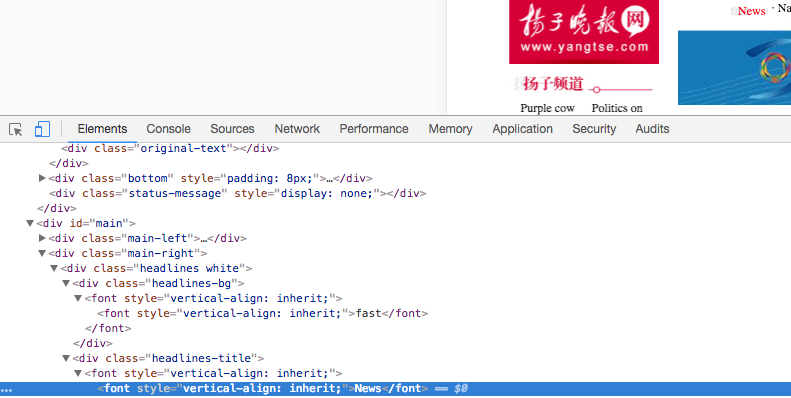 扬子晚报网
www.yangtse.com
News · Na
扬子频道
Purple cow Politics on
Elements Console Sources Network Performance Memory Application Security Audits
<div class="original-text"></div>
</div>
▶<div class="bottom" style="padding: 8px;">…</div>
<div class="status-message" style="display: none;"></div>
</div>
▼<div id="main">
▶<div class="main-left">…</div>
▼<div class="main-right">
▼<div class="headlines white">
▼<div class="headlines-bg">
▼<font style="vertical-align: inherit;">
<font style="vertical-align: inherit;">fast</font>
</font>
</div>
▼<div class="headlines-title">
▼<font style="vertical-align: inherit;">
… <font style="vertical-align: inherit;">News</font> == $0